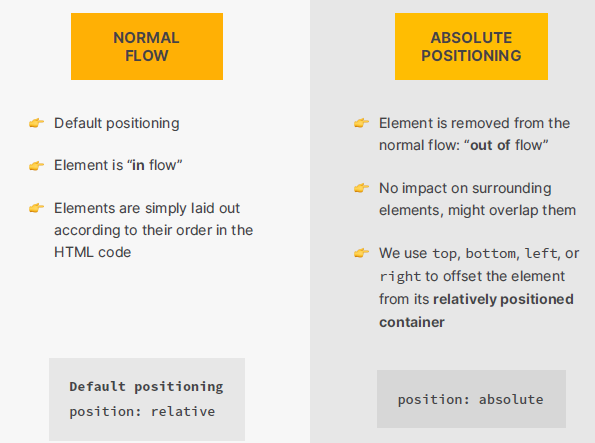 NORMAL
FLOW
Default positioning
Element is “in flow”
Elements are simply laid out
according to their order in the
HTML code
Default positioning
position: relative
ABSOLUTE
POSITIONING
Element is removed from the
normal flow: “out of flow”
No impact on surrounding
elements, might overlap them
We use top, bottom, left, or
right to offset the element
from its relatively positioned
container
position: absolute